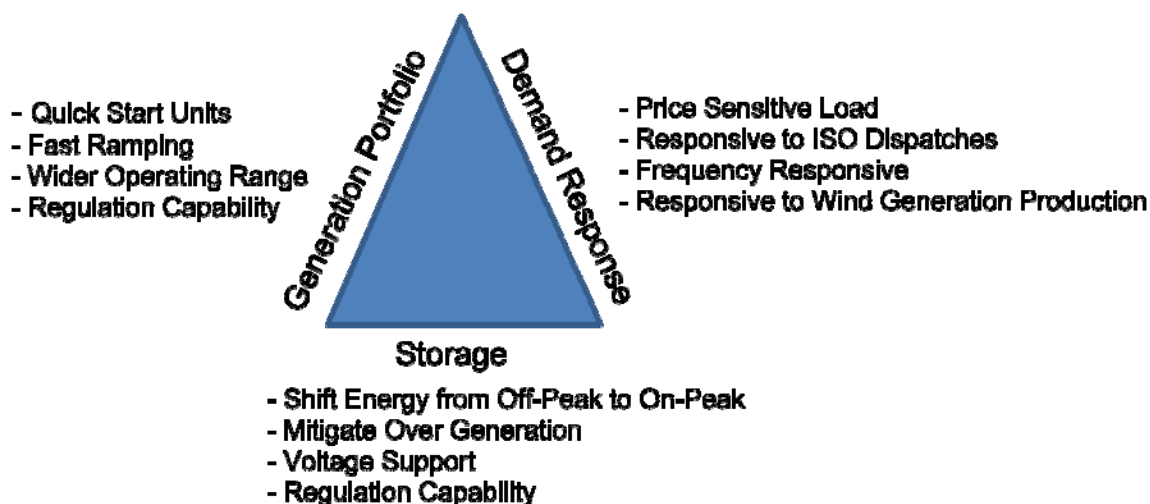 Generation Portfolio
- Quick Start Units
- Fast Ramping
- Wider Operating Range
- Regulation Capability
Demand Response
- Price Sensitive Load
- Responsive to ISO Dispatches
- Frequency Responsive
- Responsive to Wind Generation Production
Storage
- Shift Energy from Off-Peak to On-Peak
- Mitigate Over Generation
- Voltage Support
- Regulation Capability